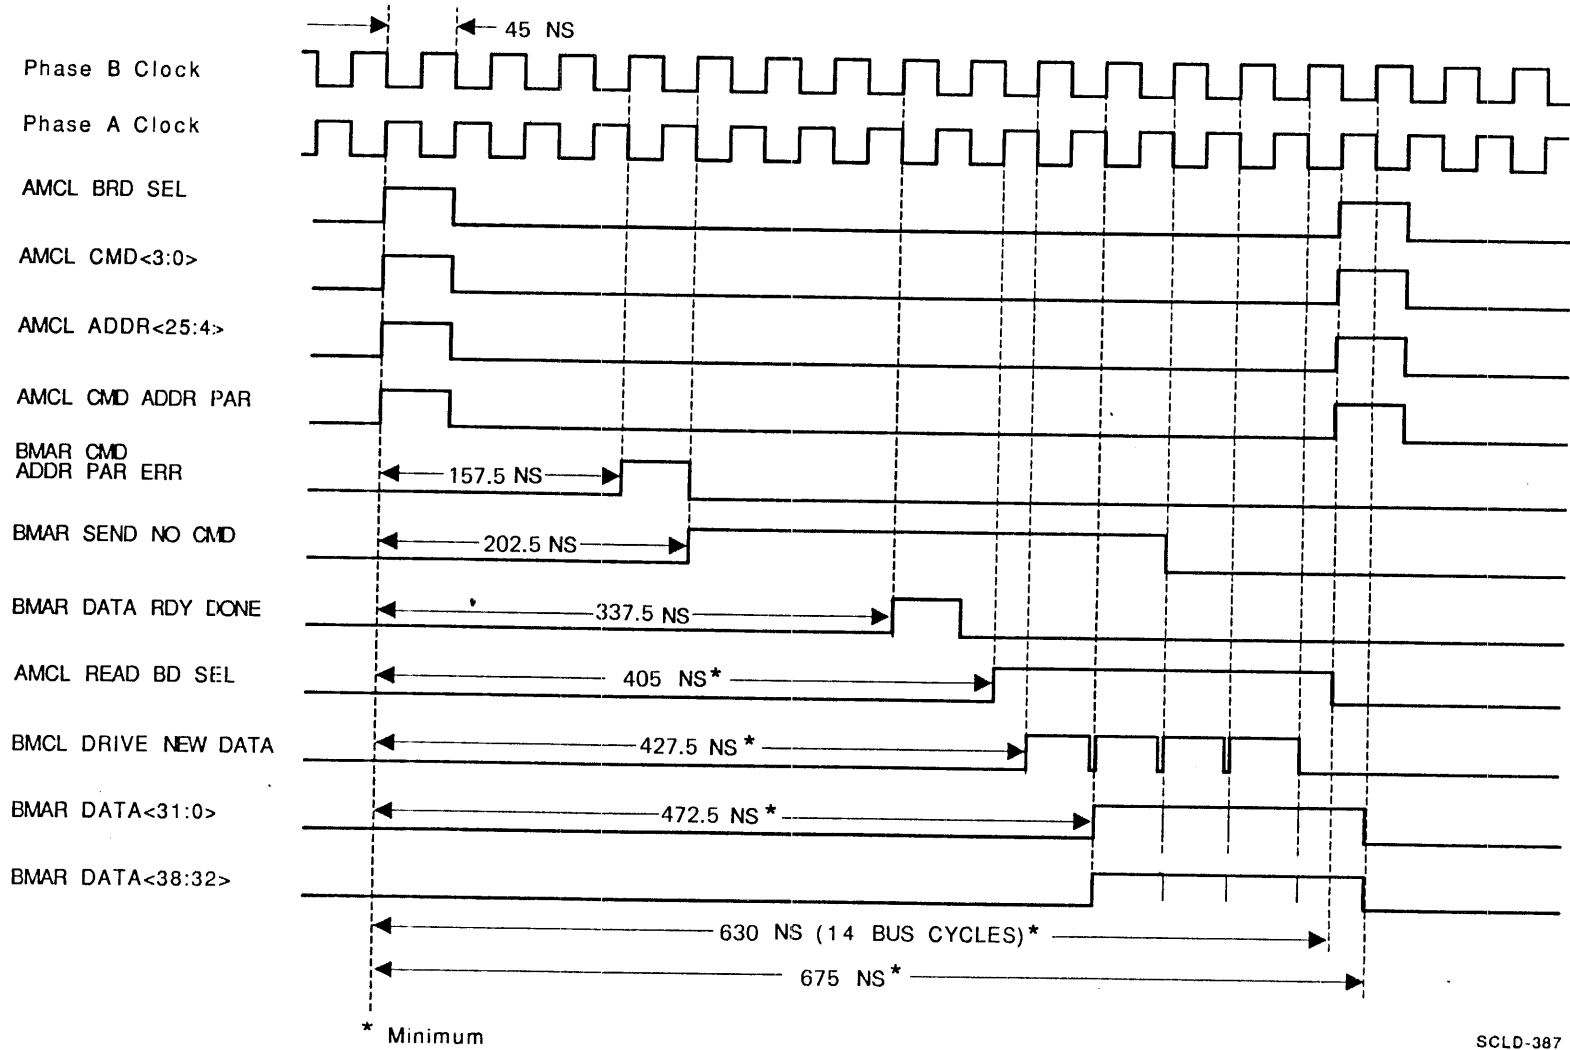 45 NS
Phase B Clock
Phase A Clock
AMCL BRD SEL
AMCL CMD<3:0>
AMCL ADDR<25:4>
AMCL CMD ADDR PAR
BMAR CMD
ADDR PAR ERR
157.5 NS
BMAR SEND NO CMD
202.5 NS
BMAR DATA RDY DONE
337.5 NS
AMCL READ BD SEL
405 NS*
BMCL DRIVE NEW DATA
427.5 NS*
BMAR DATA<31:0>
472.5 NS*
BMAR DATA<38:32>
630 NS (14 BUS CYCLES)*
675 NS*
* Minimum
SCLD-387